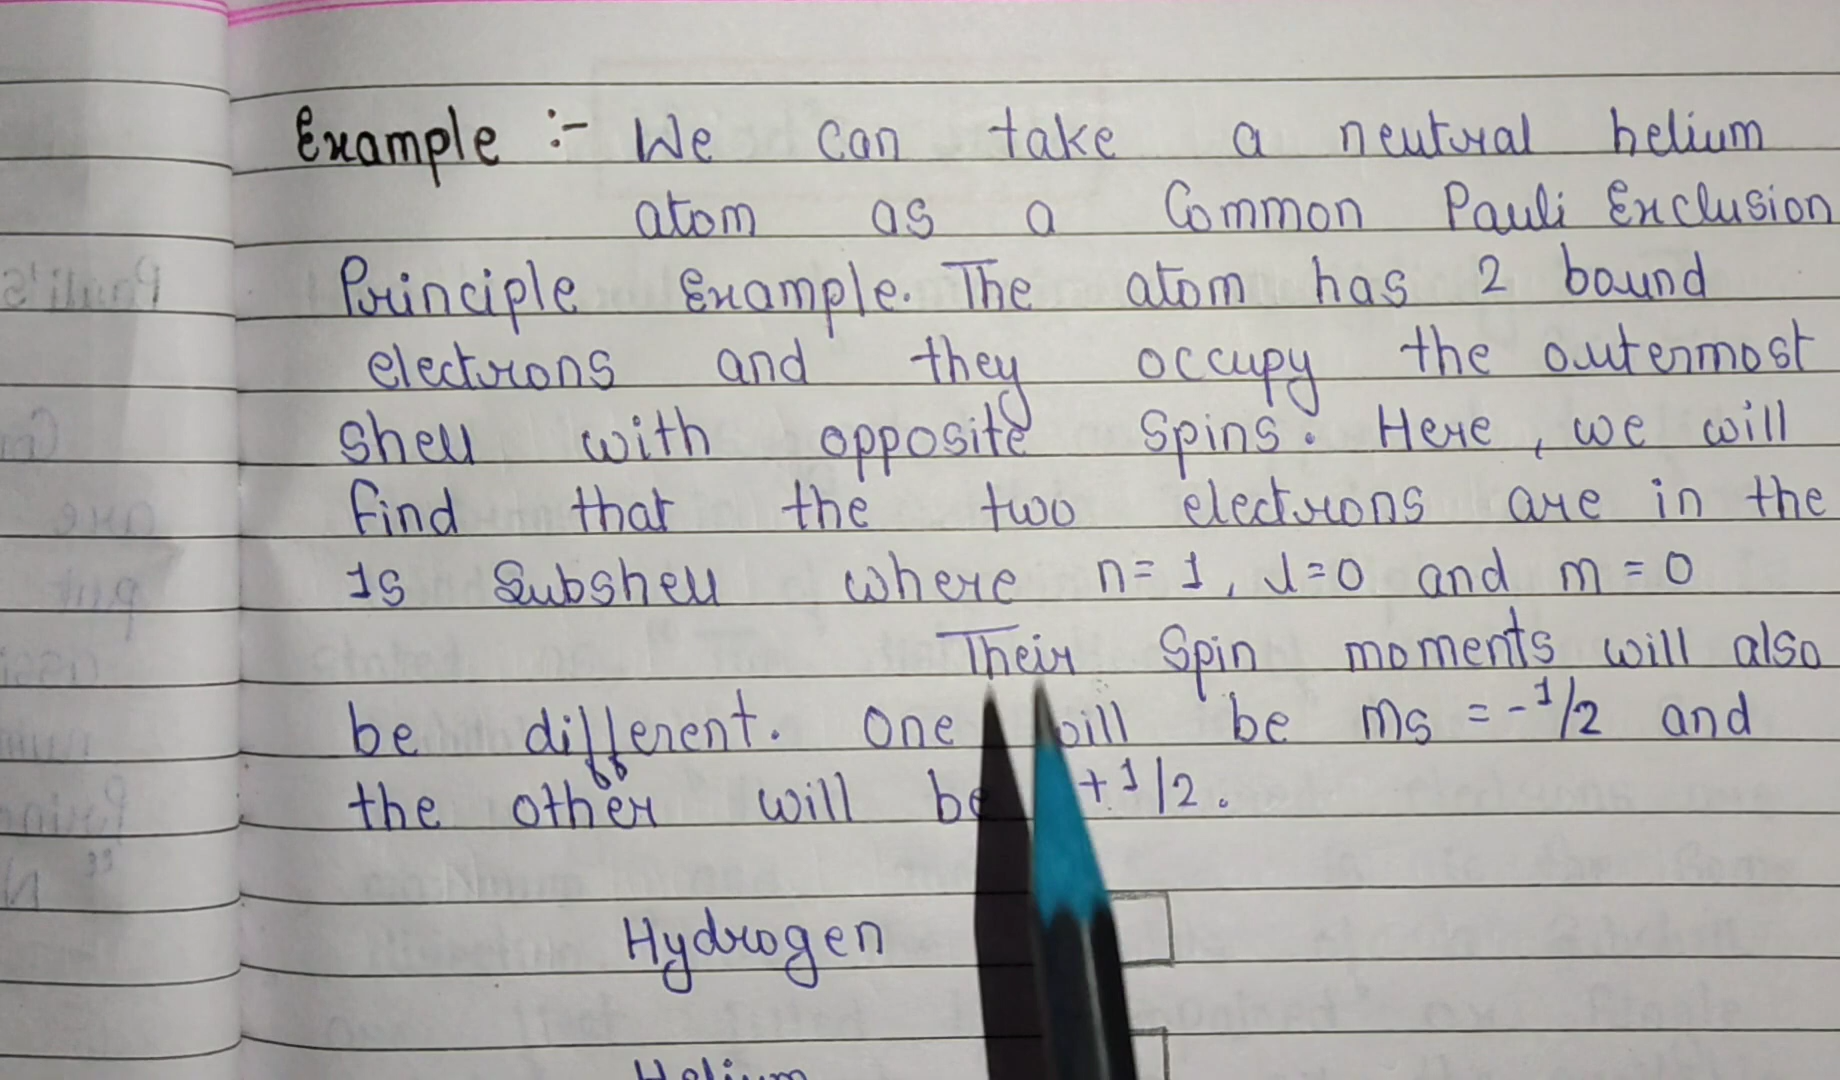 Example :- We can take a neutral helium
atom as a Common Pauli Exclusion
Principle Example. The atom has 2 bound
electrons and they occupy the outermost
shell with opposite spins. Here, we will
find that the two electrons are in the
1s Subshell where n=1, l=0 and m=0
Their Spin moments will also
be different. One will be ms = -1/2 and
the other will be +1/2.
Hydrogen
Helium